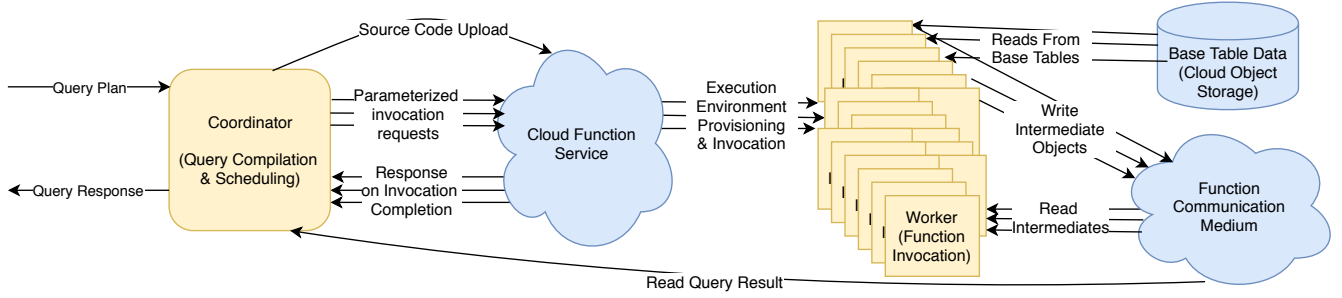 Source Code Upload
Query Plan
Coordinator
(Query Compilation
& Scheduling)
Query Response
Parameterized
invocation
requests
Response
on Invocation
Completion
Cloud Function
Service
Execution
Environment
Provisioning
& Invocation
Reads From
Base Tables
Base Table Data
(Cloud Object
Storage)
Write
Intermediate
Objects
Function
Communication
Medium
Read
Intermediates
Worker
(Function
Invocation)
Read Query Result